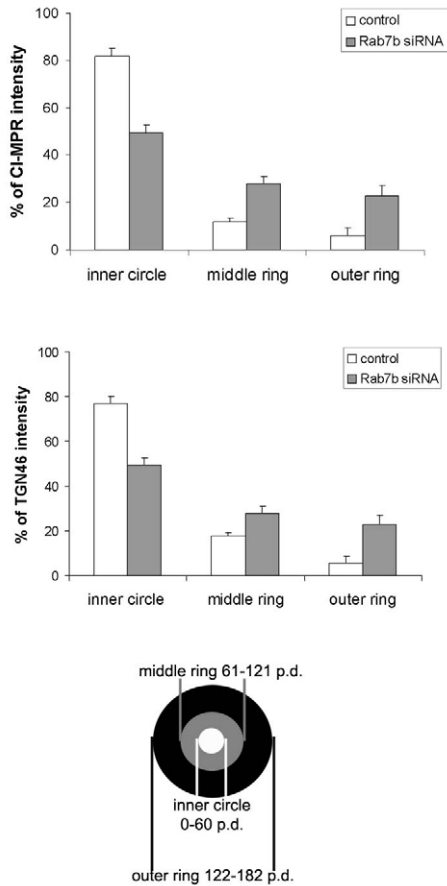 control
Rab7b siRNA
% of CI-MPR intensity
100
80
60
40
20
0
inner circle middle ring outer ring
control
Rab7b siRNA
% of TGN46 intensity
100
80
60
40
20
0
inner circle middle ring outer ring
middle ring 61-121 p.d.
inner circle
0-60 p.d.
outer ring 122-182 p.d.